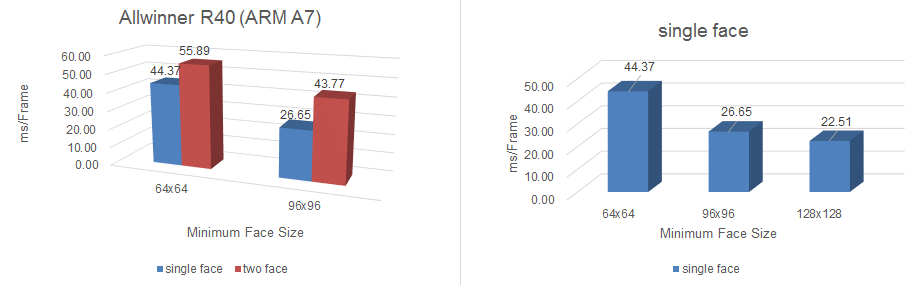 Allwinner R40 (ARM A7)
ms/Frame
60.00
50.00
40.00
30.00
20.00
10.00
0.00
44.37
55.89
26.65
43.77
64x64
96x96
Minimum Face Size
single face two face
single face
ms/Frame
50.00
40.00
30.00
20.00
10.00
0.00
44.37
26.65
22.51
64x64 96x96 128x128
Minimum Face Size
single face